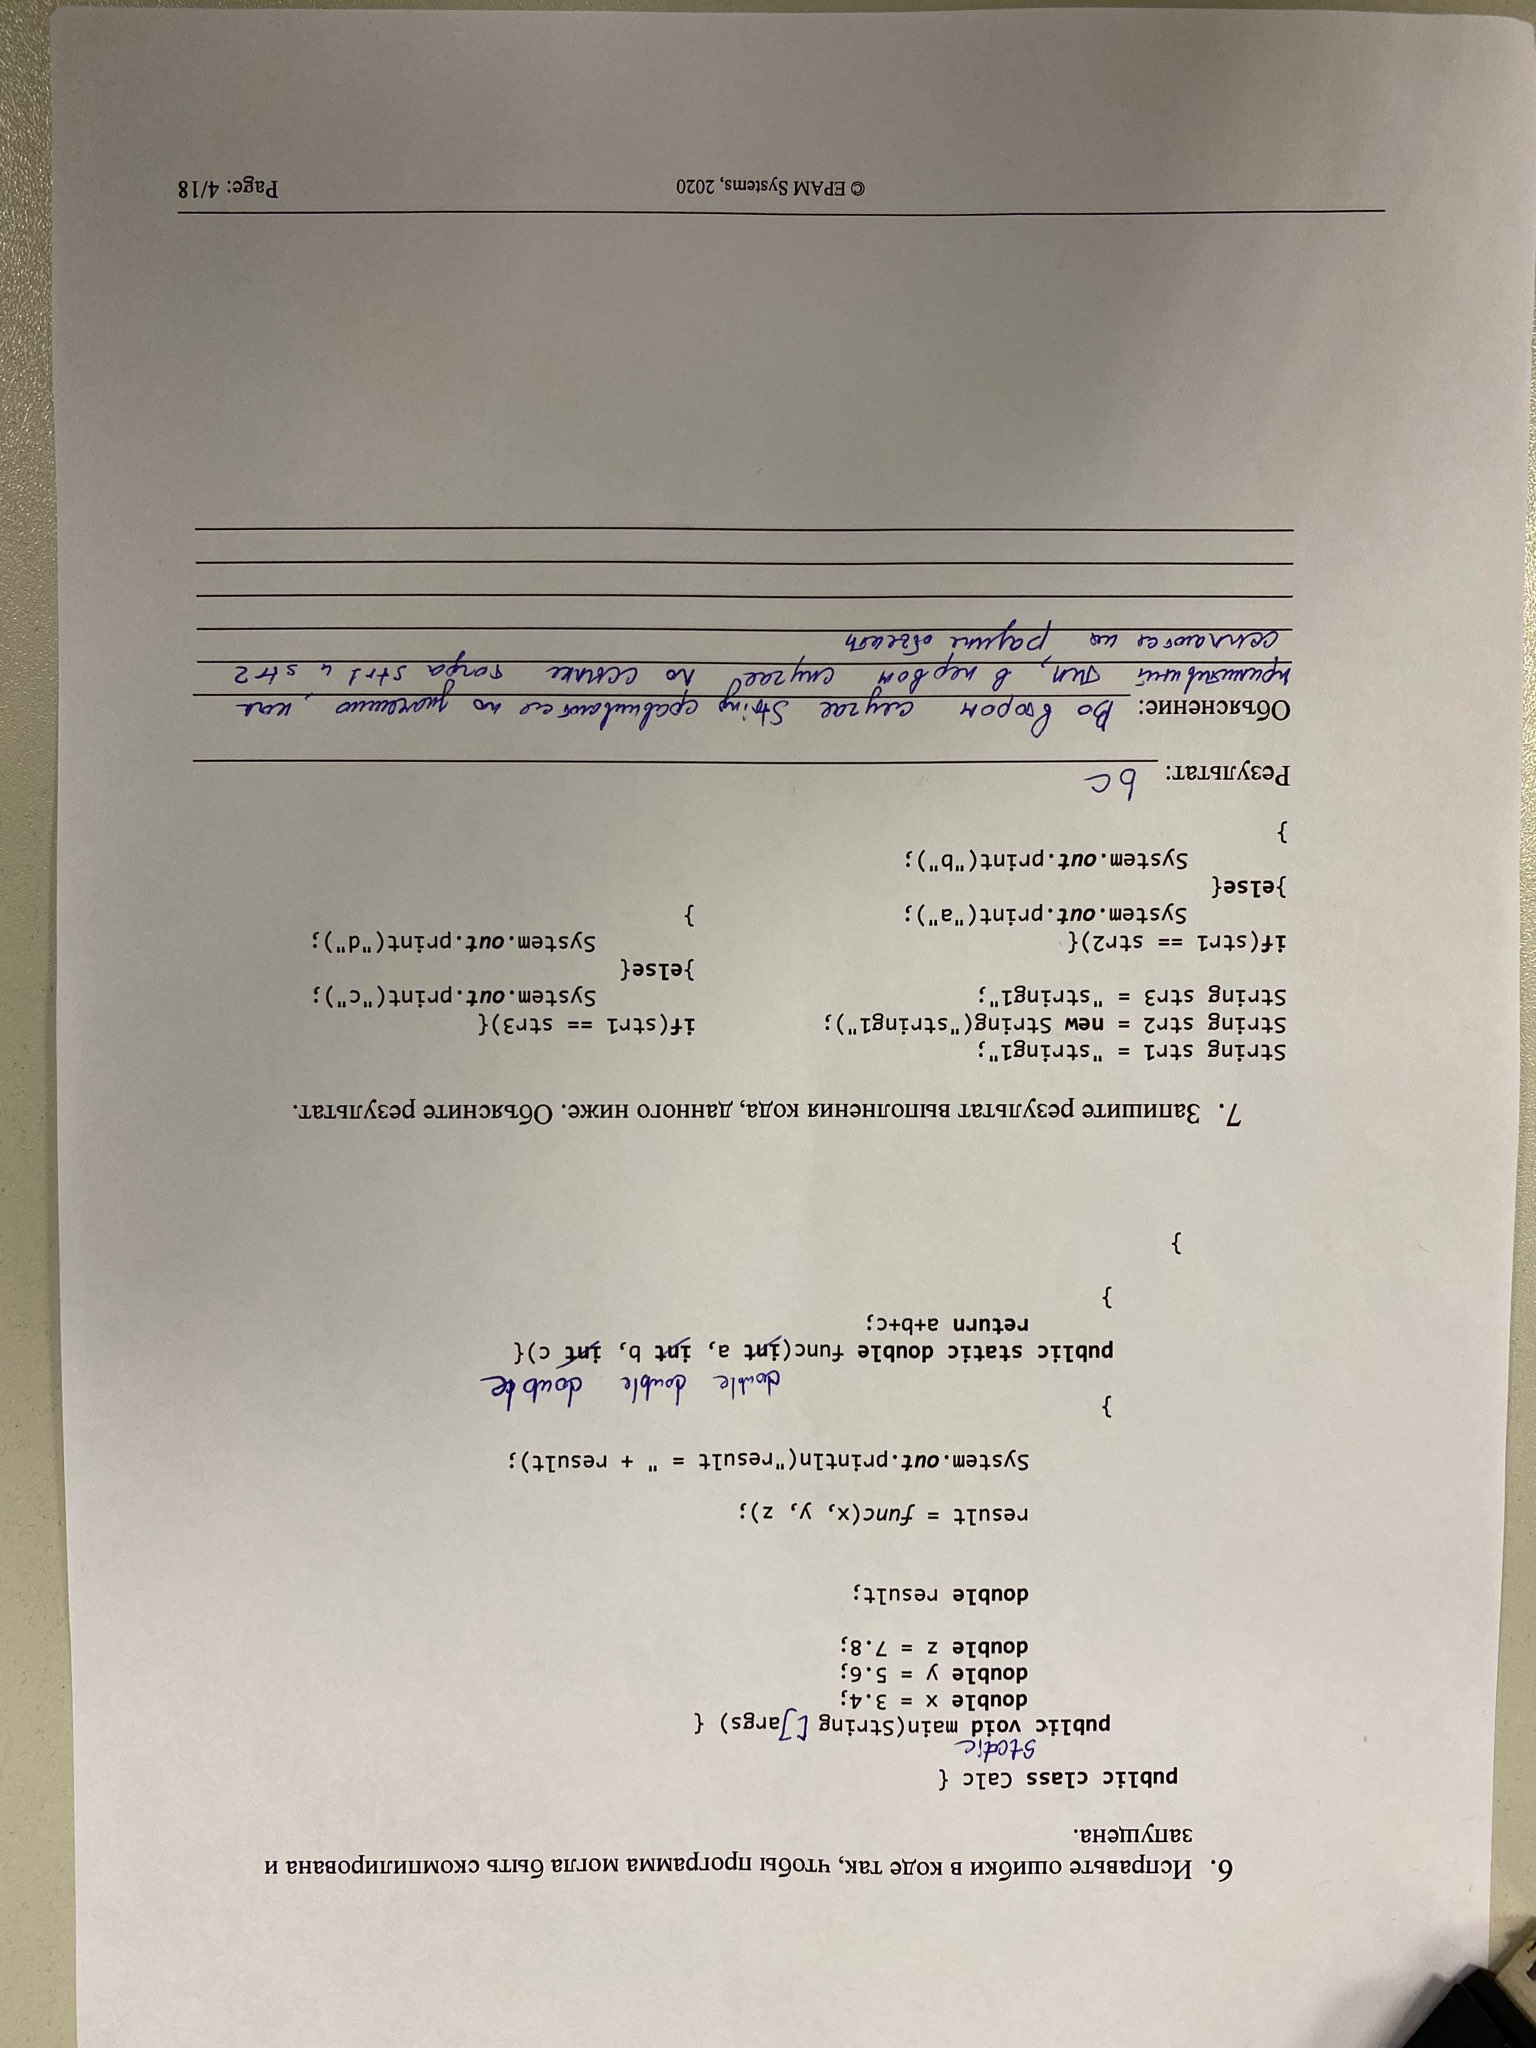 6. Исправьте ошибки в коде так, чтобы программа могла быть скомпилирована и
запущена.
public class Calc {
static
public void main(String []args) {
double x = 3.4;
double y = 5.6;
double z = 7.8;
double result;
result = func(x, y, z);
System.out.println("result = " + result);
}
double double double
public static double func(int a, int b, int c){
return a+b+c;
}
}
7. Запишите результат выполнения кода, данного ниже. Объясните результат.
String str1 = "string1";
String str2 = new String("string1");
String str3 = "string1";
if(str1 == str2){
System.out.print("a");
}else{
System.out.print("b");
}
if(str1 == str3){
System.out.print("c");
}else{
System.out.print("d");
}
Результат: bc
Объяснение: Во втором случае String сравниваются по значению, как
примитивный тип, в первом случае по ссылке тогда str1 и str2
ссылаются на разные объекты
© EPAM Systems, 2020 Page: 4/18